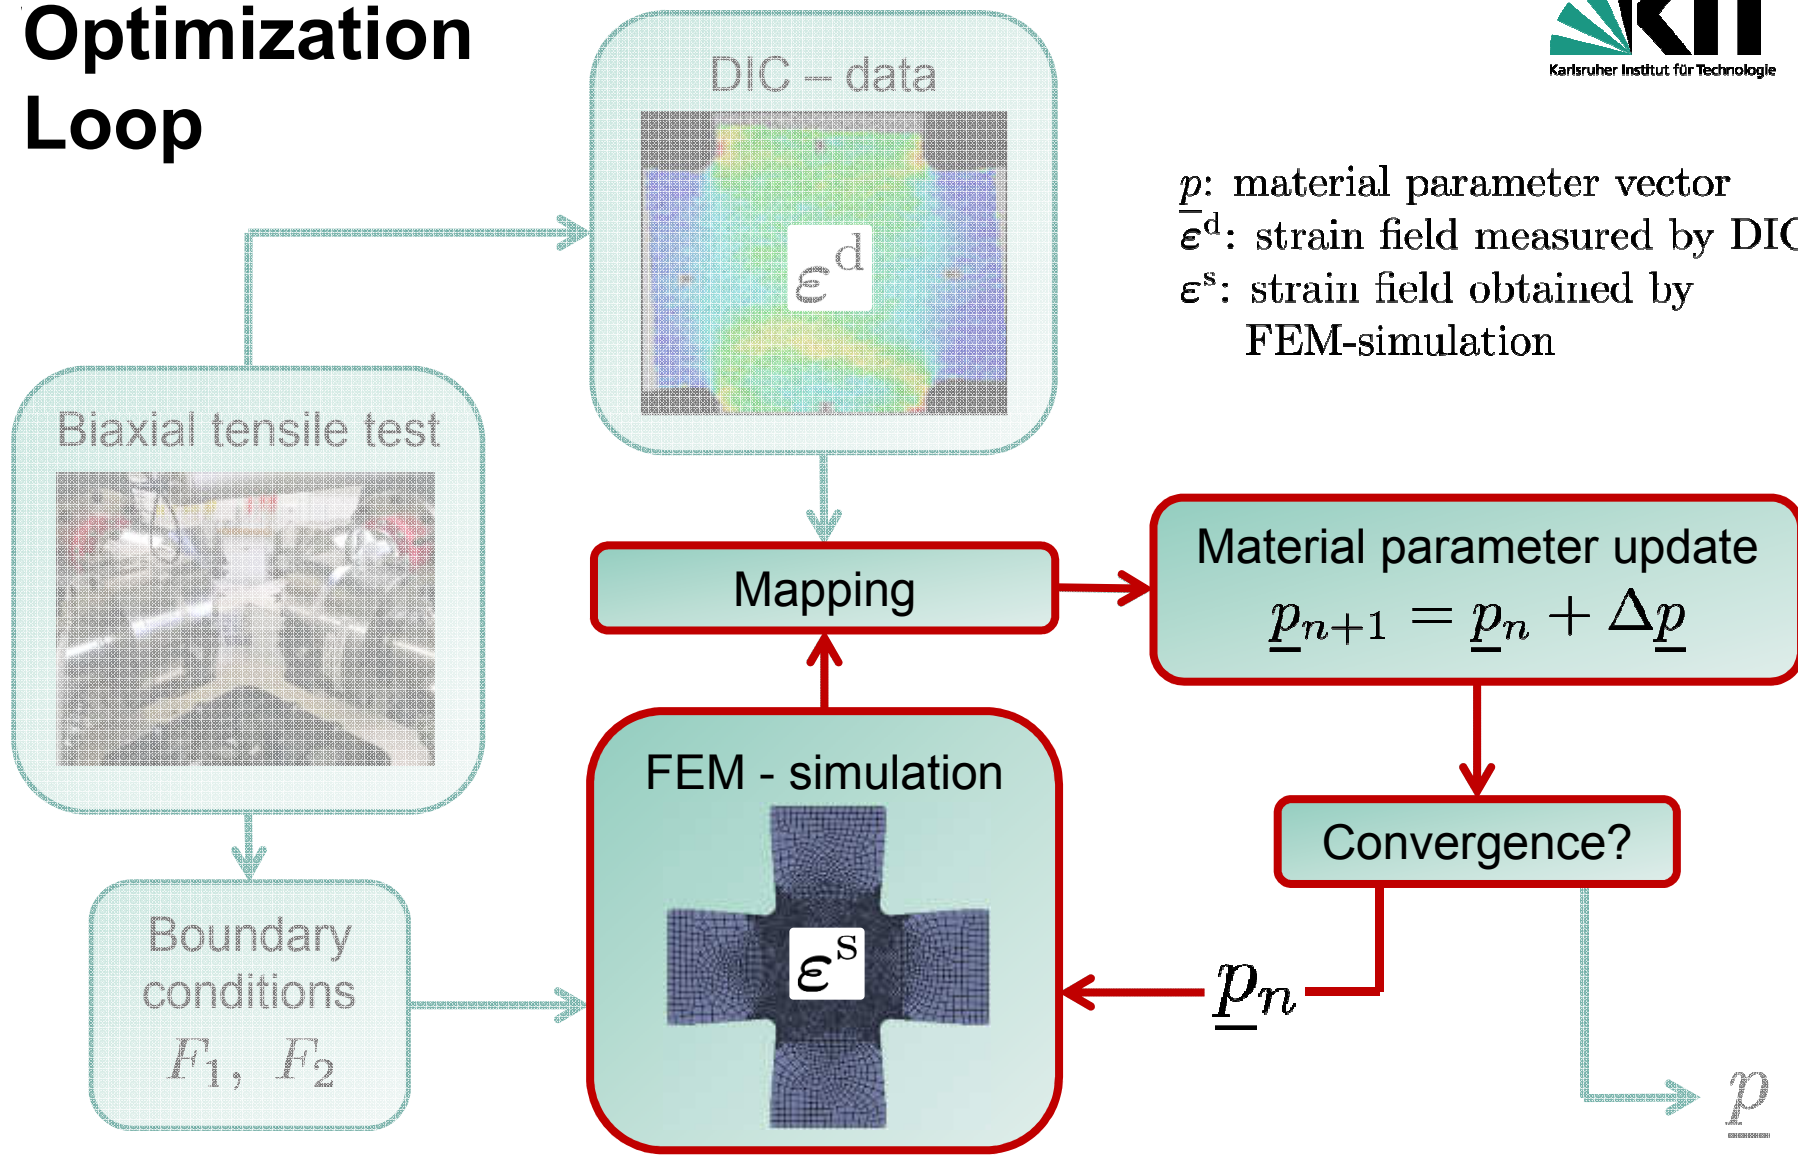 Optimization
Loop
KIT
Karlsruher Institut für Technologie
DIC – data
ε^d
p: material parameter vector
ε^d: strain field measured by DIC
ε^s: strain field obtained by
FEM-simulation
Biaxial tensile test
Mapping
Material parameter update
p_{n+1} = p_n + Δp
FEM - simulation
ε^s
Convergence?
Boundary
conditions
F_1, F_2
p_n
p